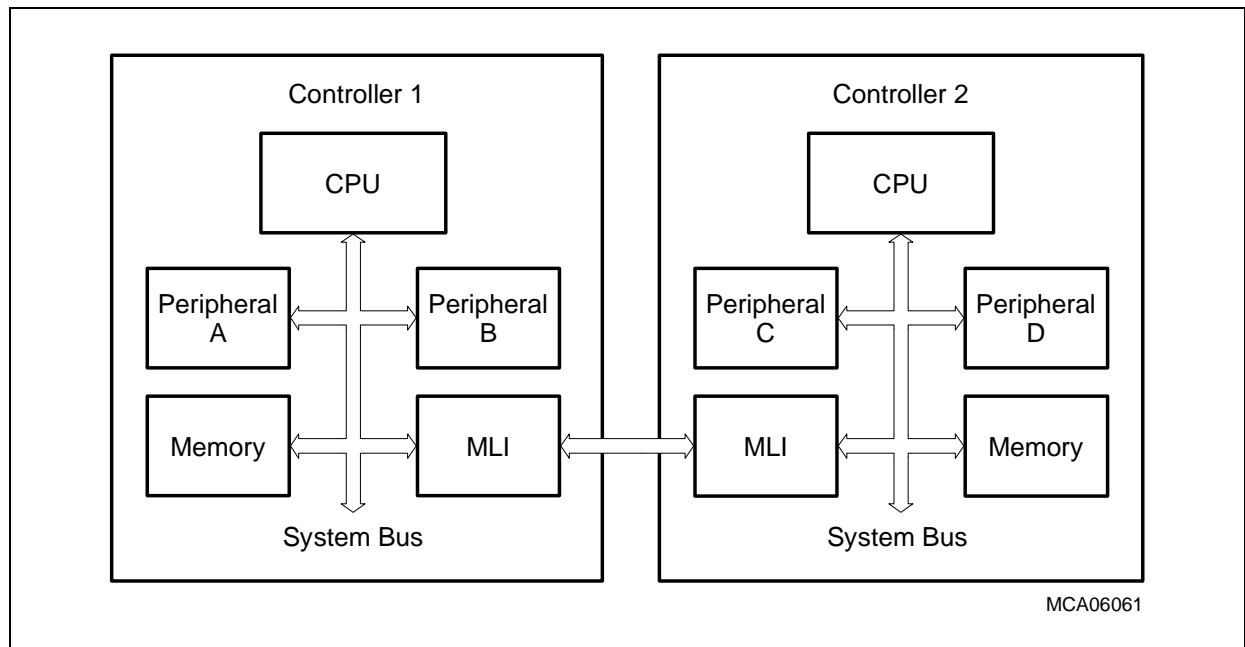 Controller 1
CPU
Peripheral
A
Peripheral
B
Memory
MLI
System Bus
Controller 2
CPU
Peripheral
C
Peripheral
D
MLI
Memory
System Bus
MCA06061